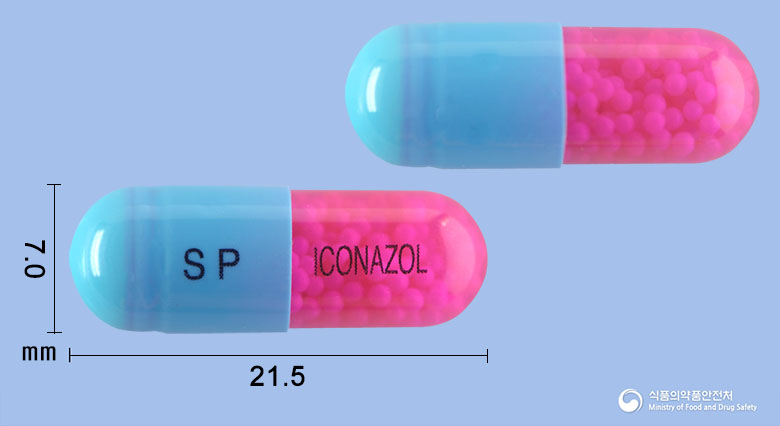 7.0
SP
ICONAZOL
mm
21.5
식품의약품안전처
Ministry of Food and Drug Safety